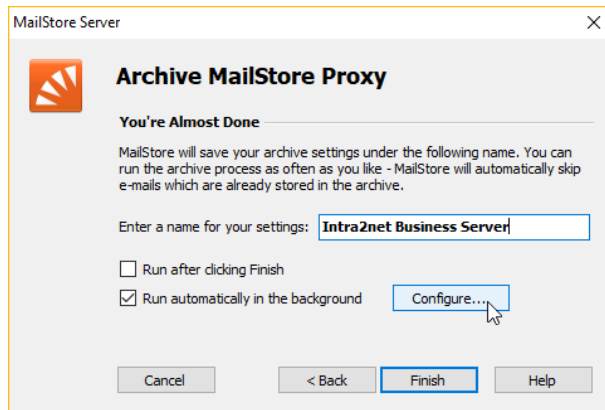 MailStore Server
Archive MailStore Proxy
You're Almost Done
MailStore will save your archive settings under the following name. You can
run the archive process as often as you like - MailStore will automatically skip
e-mails which are already stored in the archive.
Enter a name for your settings: Intra2net Business Server
Run after clicking Finish
Run automatically in the background Configure...
Cancel < Back Finish Help